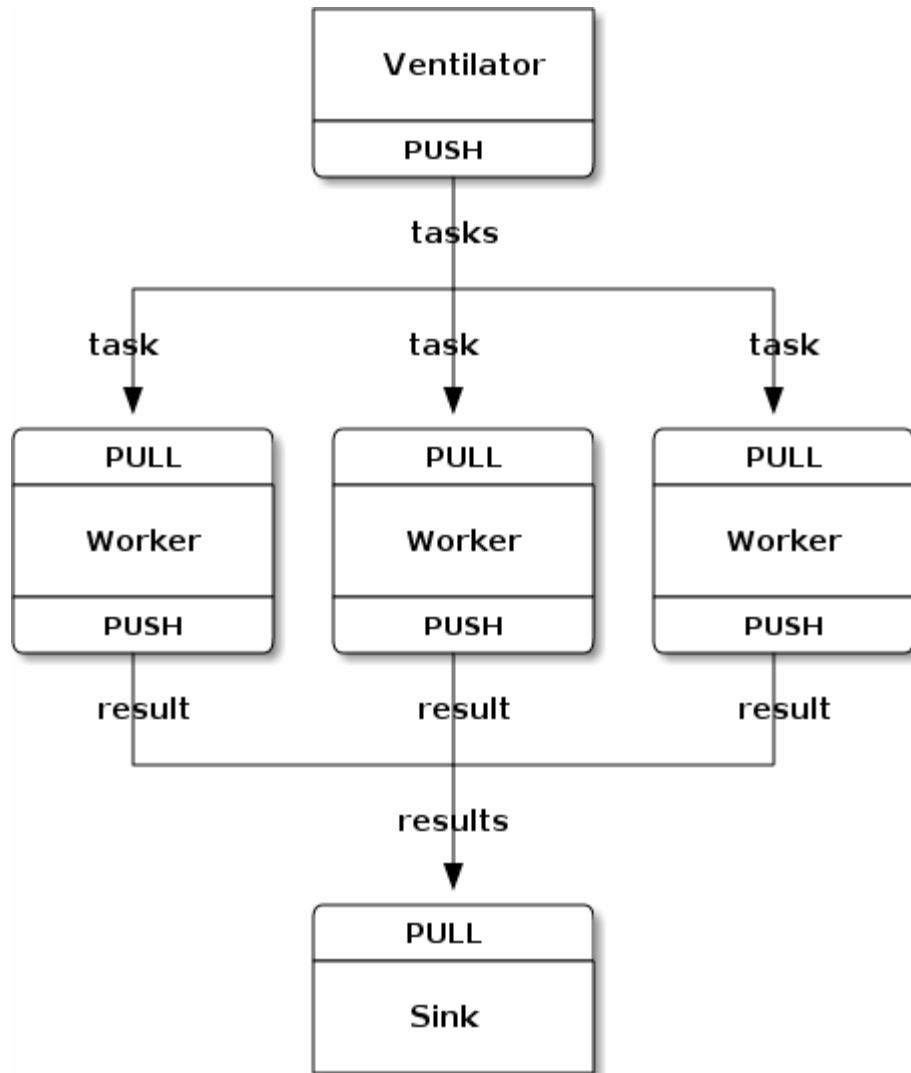 Ventilator
PUSH
tasks
task task task
PULL PULL PULL
Worker Worker Worker
PUSH PUSH PUSH
result result result
results
PULL
Sink